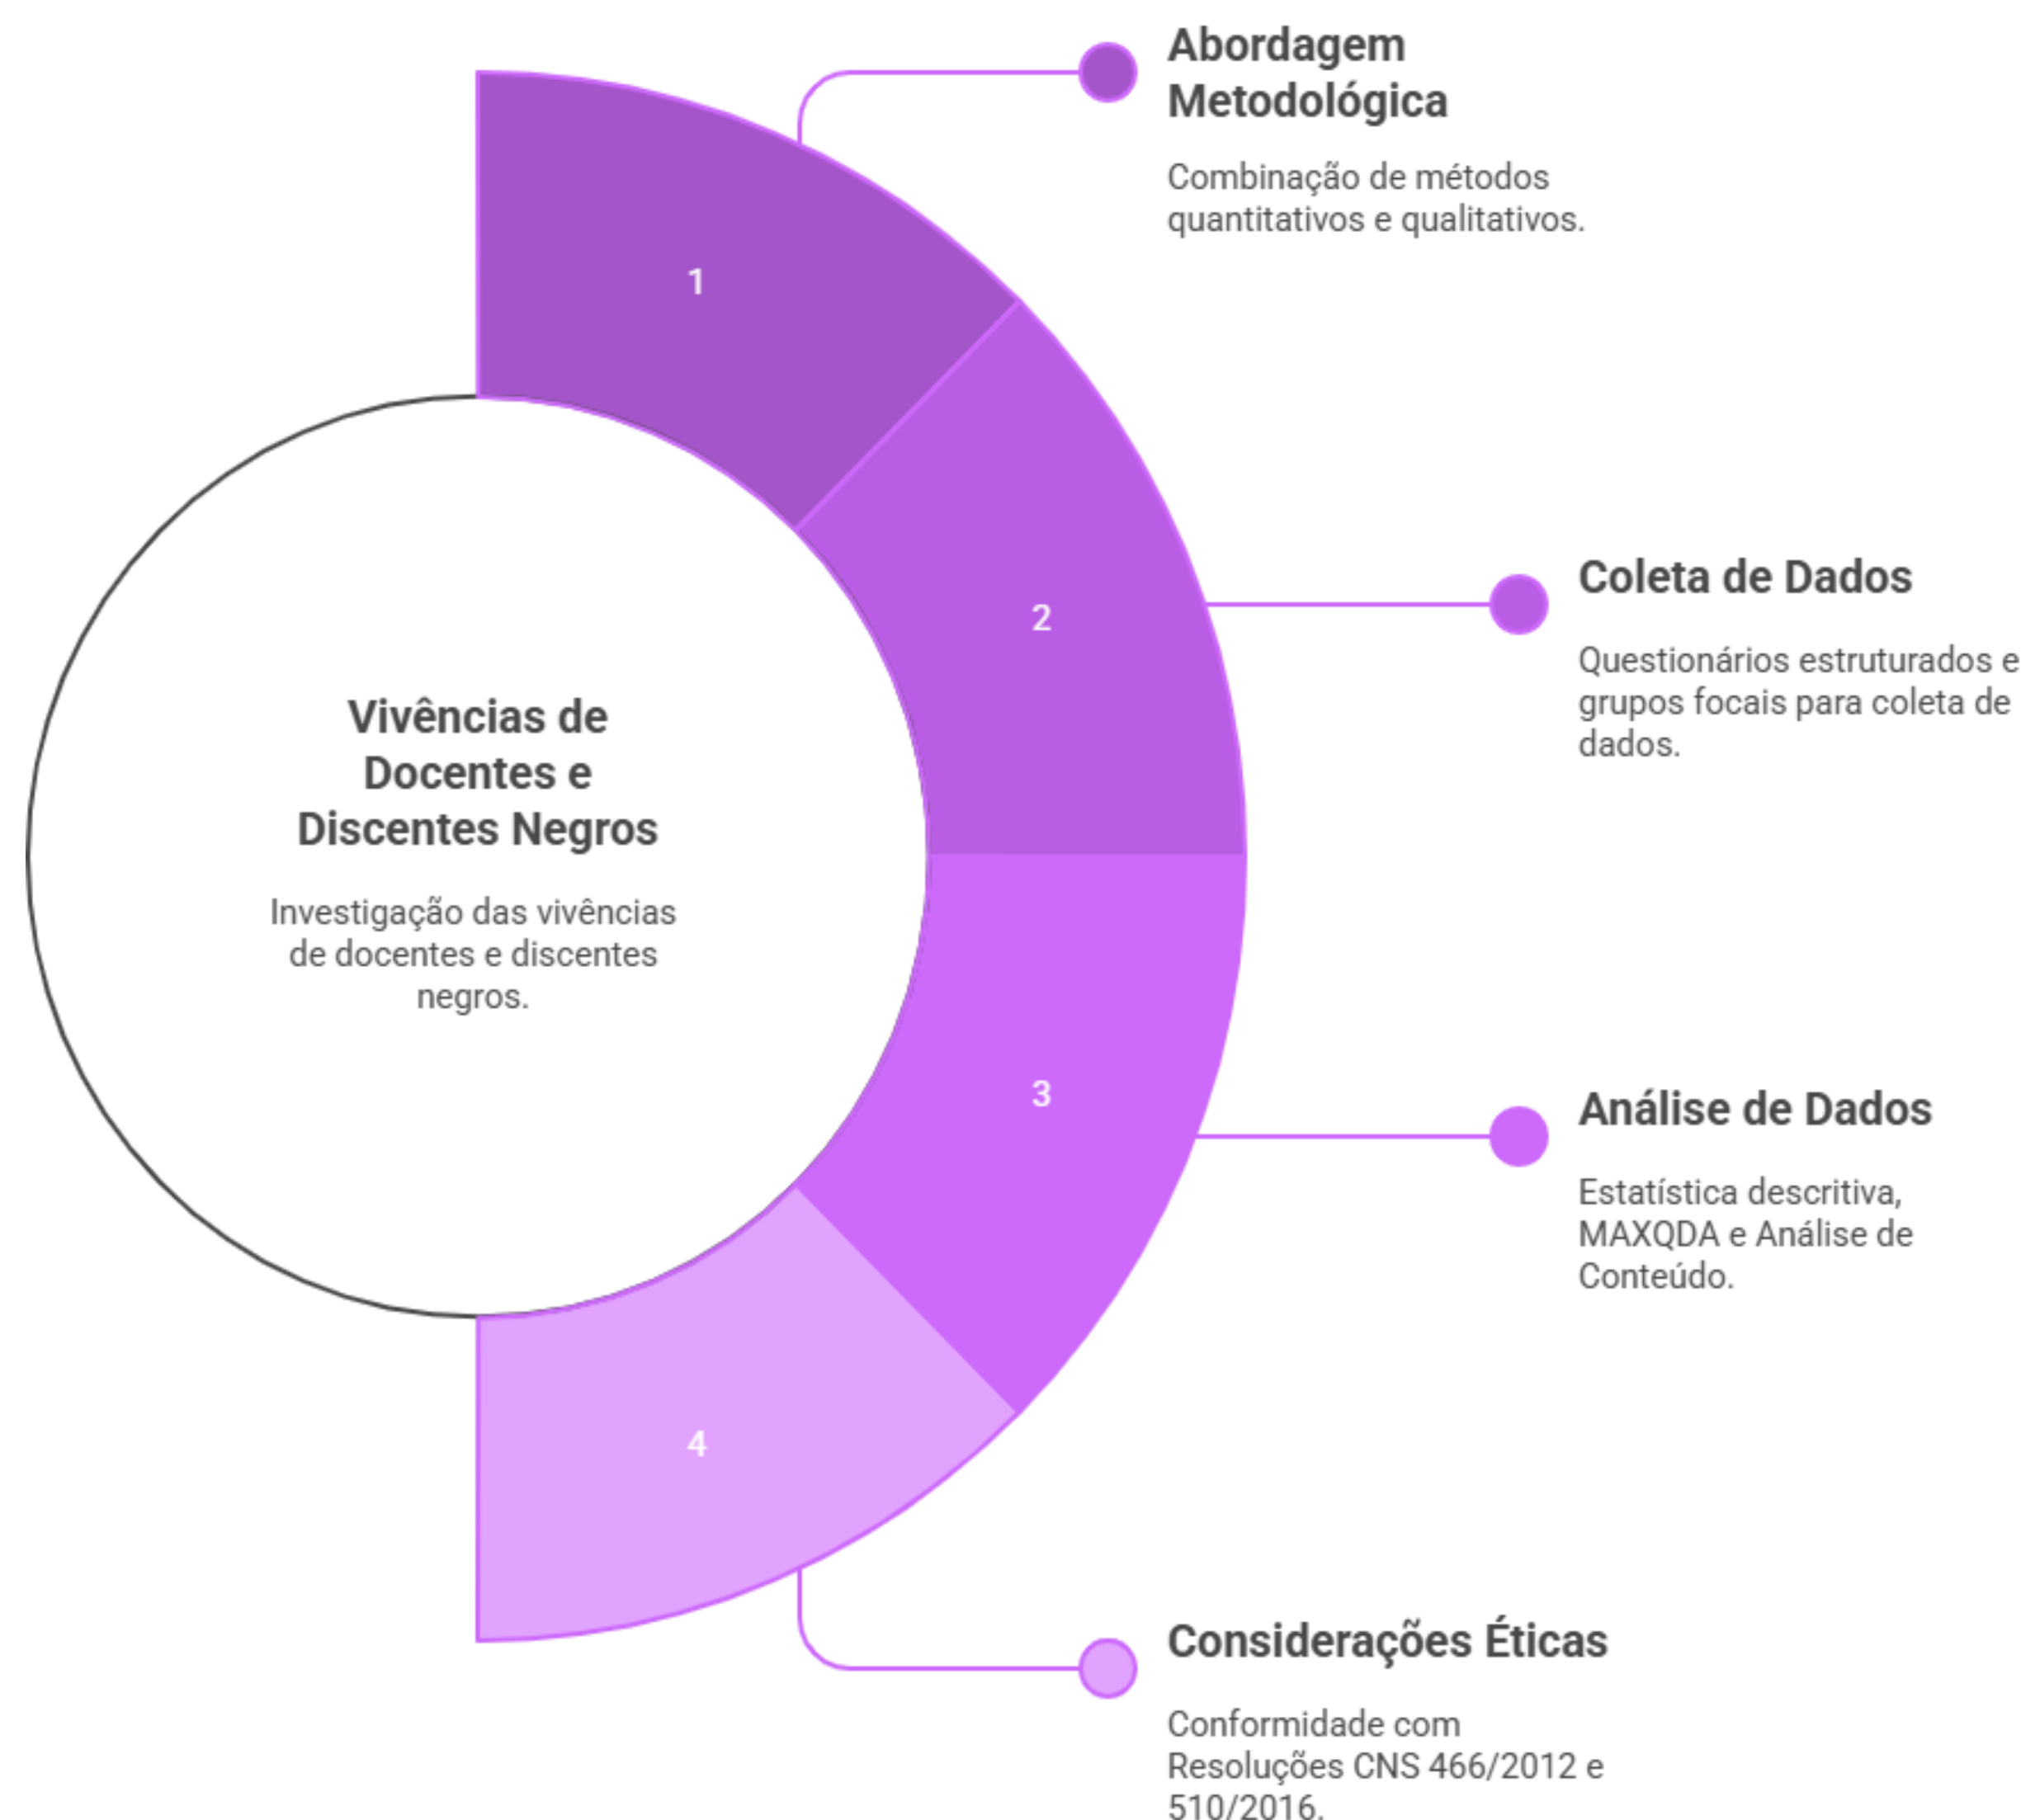 Abordagem
Metodológica
Combinação de métodos
quantitativos e qualitativos.
1
2
Coleta de Dados
Questionários estruturados e
grupos focais para coleta de
dados.
Vivências de
Docentes e
Discentes Negros
Investigação das vivências
de docentes e discentes
negros.
3
Análise de Dados
Estatística descritiva,
MAXQDA e Análise de
Conteúdo.
4
Considerações Éticas
Conformidade com
Resoluções CNS 466/2012 e
510/2016.